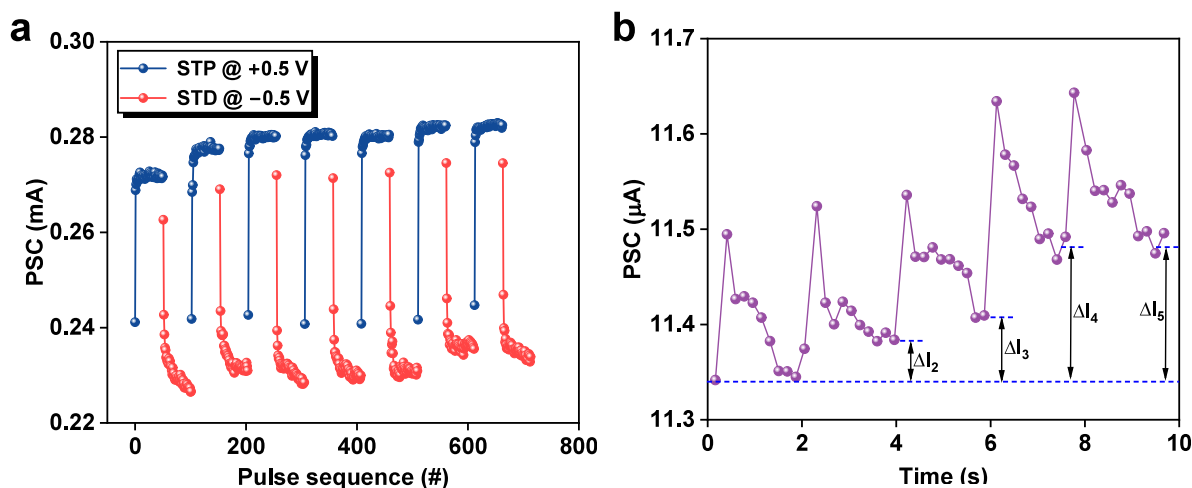 a
0.30
0.28
0.26
0.24
0.22
PSC (mA)
STP @ +0.5 V
STD @ −0.5 V
0
200
400
600
800
Pulse sequence (#)
b
11.7
11.6
11.5
11.4
11.3
PSC (μA)
ΔI₂
ΔI₃
ΔI₄
ΔI₅
0
2
4
6
8
10
Time (s)